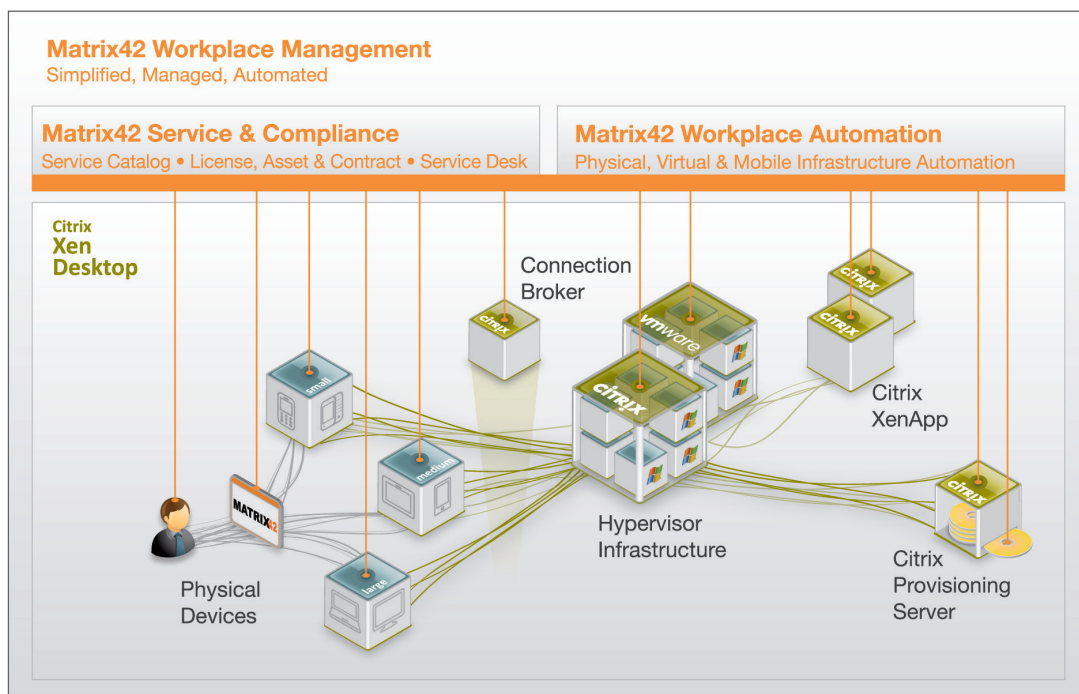 Matrix42 Workplace Management
Simplified, Managed, Automated
Matrix42 Service & Compliance
Service Catalog • License, Asset & Contract • Service Desk
Matrix42 Workplace Automation
Physical, Virtual & Mobile Infrastructure Automation
Citrix
Xen
Desktop
Connection
Broker
CITRIX
vmware
CITRIX
CITRIX
CITRIX
Citrix
XenApp
small
medium
large
MATRIX42
Physical
Devices
Hypervisor
Infrastructure
CITRIX
Citrix
Provisioning
Server